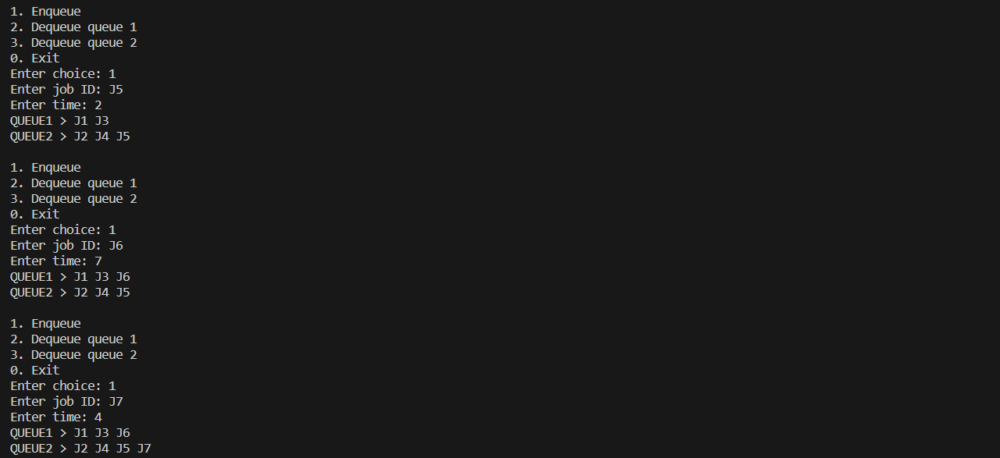 1. Enqueue
2. Dequeue queue 1
3. Dequeue queue 2
0. Exit
Enter choice: 1
Enter job ID: J5
Enter time: 2
QUEUE1 > J1 J3
QUEUE2 > J2 J4 J5

1. Enqueue
2. Dequeue queue 1
3. Dequeue queue 2
0. Exit
Enter choice: 1
Enter job ID: J6
Enter time: 7
QUEUE1 > J1 J3 J6
QUEUE2 > J2 J4 J5

1. Enqueue
2. Dequeue queue 1
3. Dequeue queue 2
0. Exit
Enter choice: 1
Enter job ID: J7
Enter time: 4
QUEUE1 > J1 J3 J6
QUEUE2 > J2 J4 J5 J7